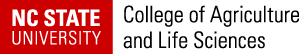 NC STATE
UNIVERSITY
College of Agriculture
and Life Sciences